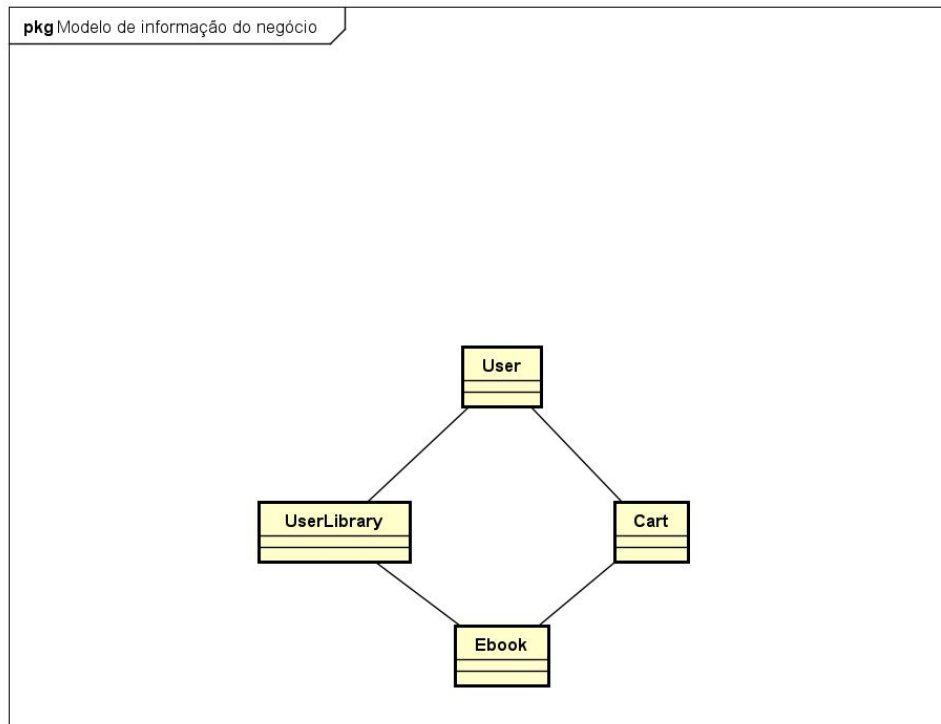 pkg Modelo de informação do negócio
User
UserLibrary
Cart
Ebook